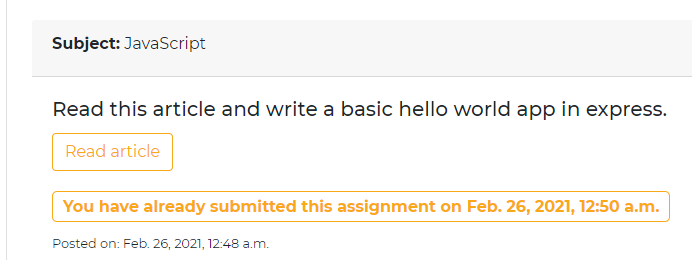 Subject: JavaScript
Read this article and write a basic hello world app in express.
Read article
You have already submitted this assignment on Feb. 26, 2021, 12:50 a.m.
Posted on: Feb. 26, 2021, 12:48 a.m.